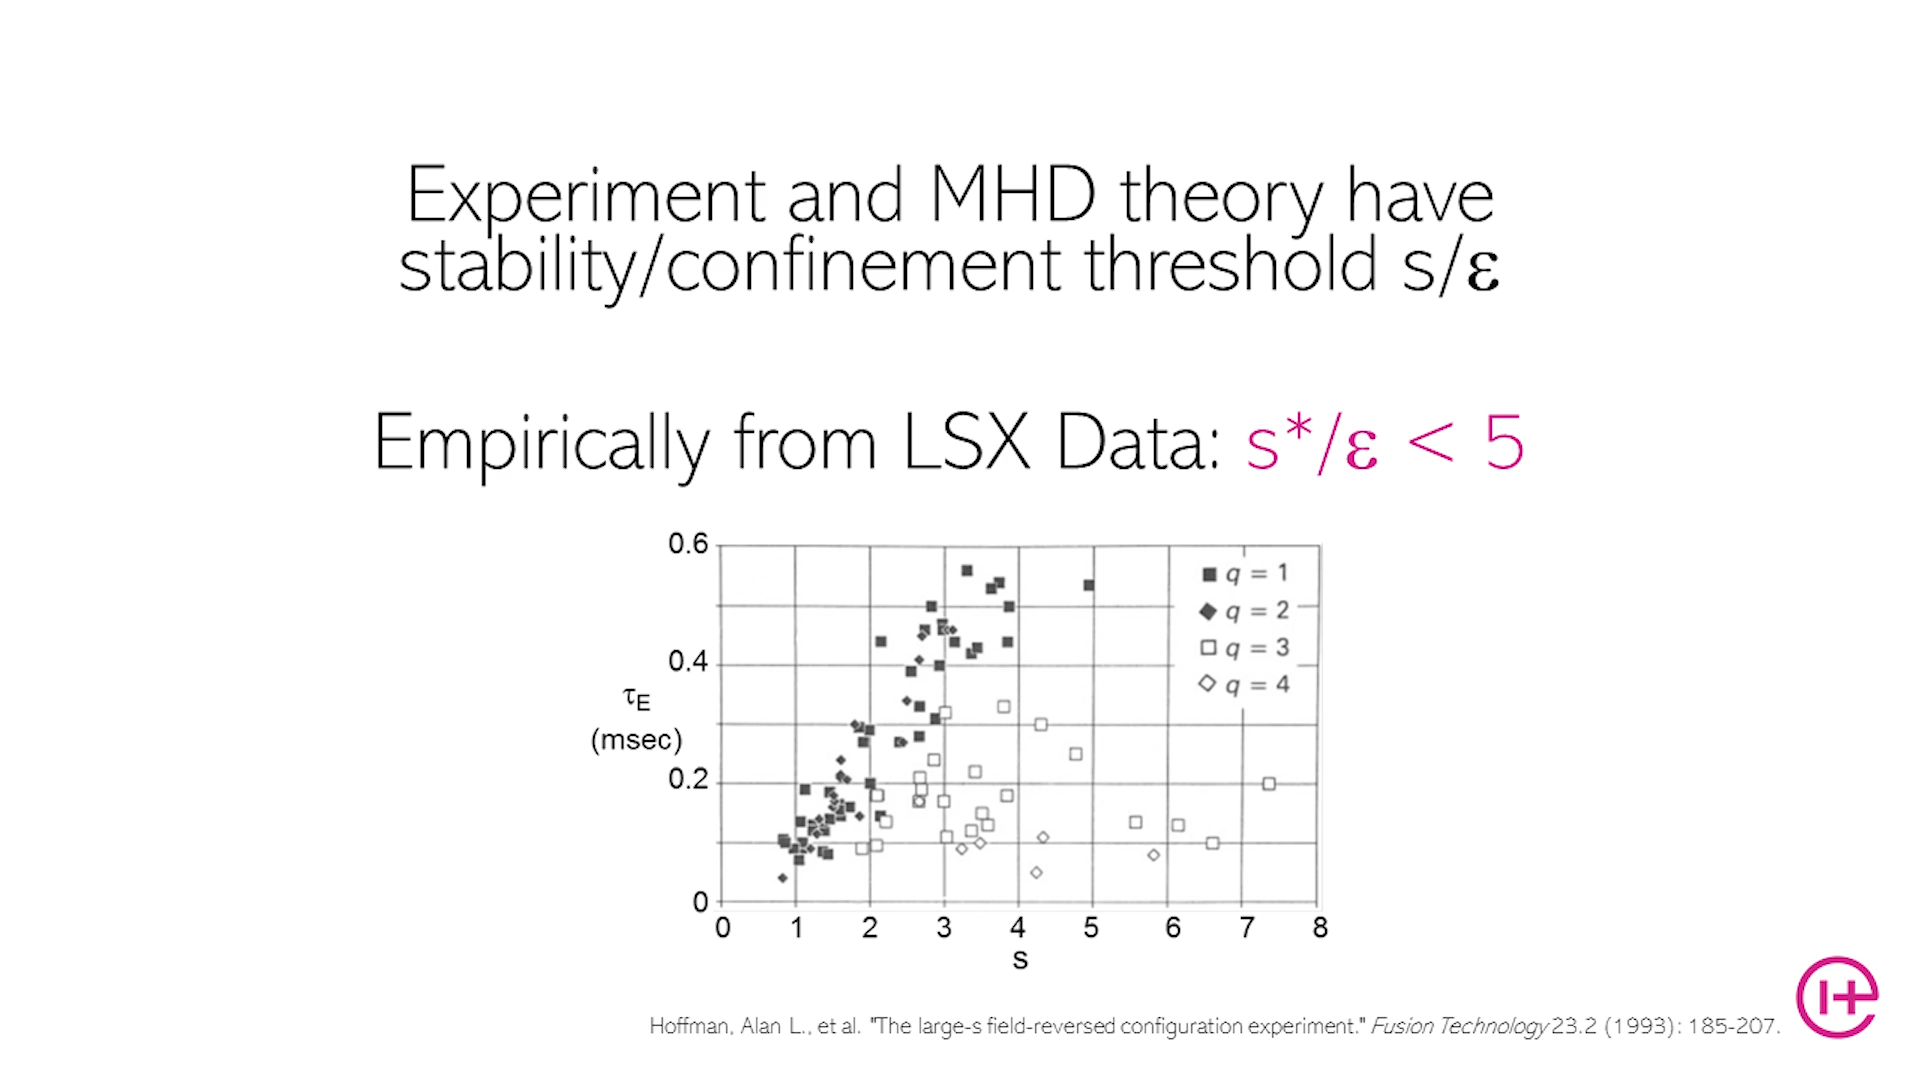 Experiment and MHD theory have
stability/confinement threshold s/ε
Empirically from LSX Data: s*/ε < 5
0.6
0.4
τE
(msec)
0.2
0
0 1 2 3 4 5 6 7 8
s
q = 1
q = 2
q = 3
q = 4
Hoffman, Alan L., et al. "The large-s field-reversed configuration experiment." Fusion Technology 23.2 (1993): 185-207.